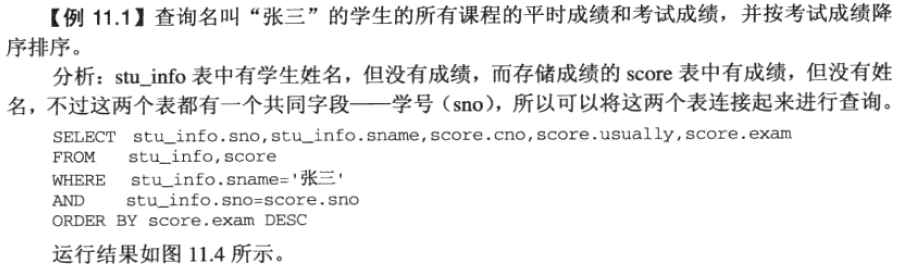 【例 11.1】查询名叫“张三”的学生的所有课程的平时成绩和考试成绩，并按考试成绩降
序排序。
分析：stu_info 表中有学生姓名，但没有成绩，而存储成绩的 score 表中有成绩，但没有姓
名，不过这两个表都有一个共同字段——学号（sno），所以可以将这两个表连接起来进行查询。
SELECT stu_info.sno,stu_info.sname,score.cno,score.usually,score.exam
FROM stu_info,score
WHERE stu_info.sname='张三'
AND stu_info.sno=score.sno
ORDER BY score.exam DESC
运行结果如图 11.4 所示。